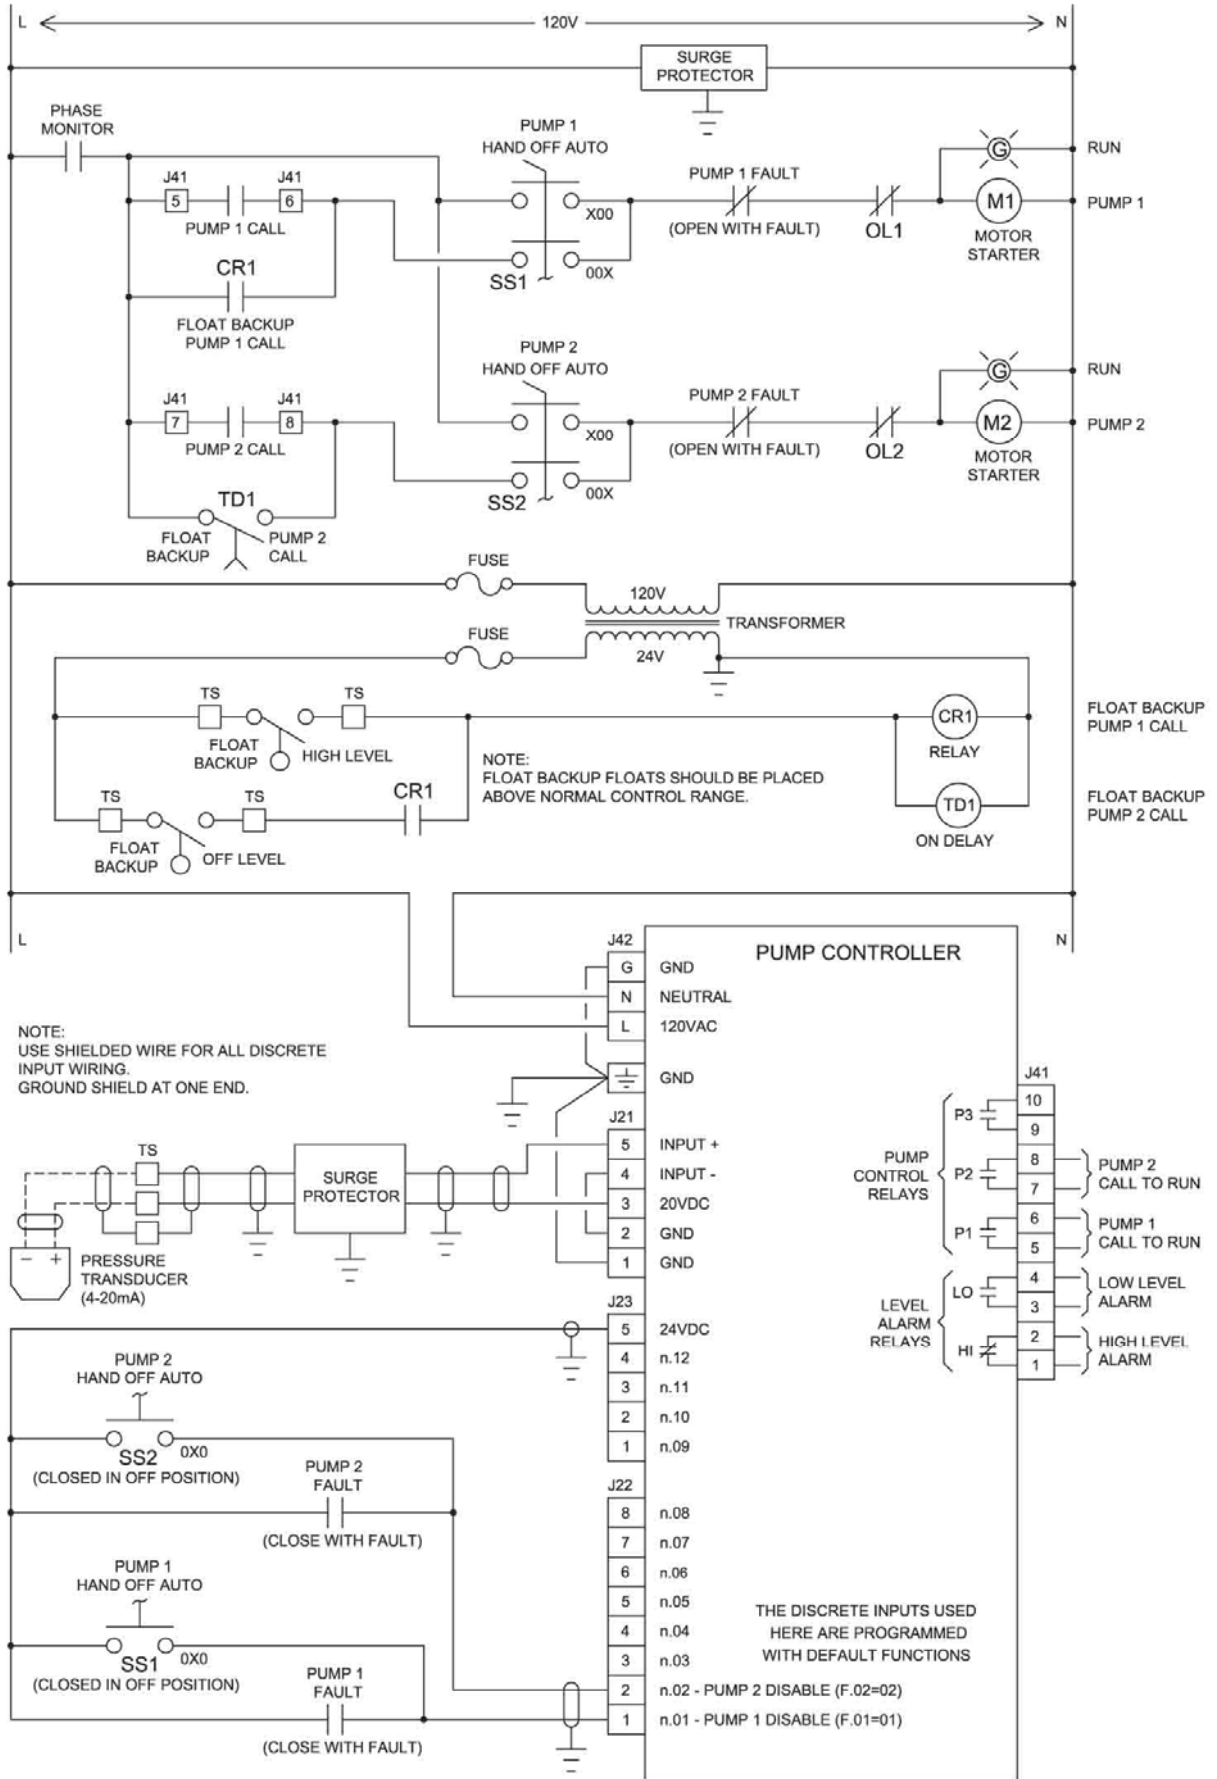 L
120V
N
SURGE
PROTECTOR
PHASE
MONITOR
PUMP 1
HAND OFF AUTO
G
RUN
J41
J41
5
6
PUMP 1 CALL
X00
PUMP 1 FAULT
(OPEN WITH FAULT)
OL1
M1
PUMP 1
MOTOR
STARTER
SS1
00X
CR1
FLOAT BACKUP
PUMP 1 CALL
PUMP 2
HAND OFF AUTO
G
RUN
J41
J41
7
8
PUMP 2 CALL
X00
PUMP 2 FAULT
(OPEN WITH FAULT)
OL2
M2
PUMP 2
MOTOR
STARTER
SS2
00X
TD1
FLOAT
BACKUP
PUMP 2
CALL
FUSE
120V
TRANSFORMER
FUSE
24V
TS
TS
FLOAT
BACKUP
HIGH LEVEL
CR1
RELAY
FLOAT BACKUP
PUMP 1 CALL
NOTE:
FLOAT BACKUP FLOATS SHOULD BE PLACED
ABOVE NORMAL CONTROL RANGE.
TS
TS
CR1
FLOAT
BACKUP
OFF LEVEL
TD1
ON DELAY
FLOAT BACKUP
PUMP 2 CALL
L
N
PUMP CONTROLLER
J42
G GND
N NEUTRAL
L 120VAC
GND
NOTE:
USE SHIELDED WIRE FOR ALL DISCRETE
INPUT WIRING.
GROUND SHIELD AT ONE END.
J21
5 INPUT +
4 INPUT -
3 20VDC
2 GND
1 GND
TS
SURGE
PROTECTOR
- +
PRESSURE
TRANSDUCER
(4-20mA)
J41
10
9
8
7
6
5
4
3
2
1
P3
P2
P1
LO
HI
PUMP
CONTROL
RELAYS
LEVEL
ALARM
RELAYS
PUMP 2
CALL TO RUN
PUMP 1
CALL TO RUN
LOW LEVEL
ALARM
HIGH LEVEL
ALARM
J23
5 24VDC
4 n.12
3 n.11
2 n.10
1 n.09
PUMP 2
HAND OFF AUTO
SS2
0X0
(CLOSED IN OFF POSITION)
PUMP 2
FAULT
(CLOSE WITH FAULT)
J22
8 n.08
7 n.07
6 n.06
5 n.05
4 n.04
3 n.03
2 n.02 - PUMP 2 DISABLE (F.02=02)
1 n.01 - PUMP 1 DISABLE (F.01=01)
THE DISCRETE INPUTS USED
HERE ARE PROGRAMMED
WITH DEFAULT FUNCTIONS
PUMP 1
HAND OFF AUTO
SS1
0X0
(CLOSED IN OFF POSITION)
PUMP 1
FAULT
(CLOSE WITH FAULT)